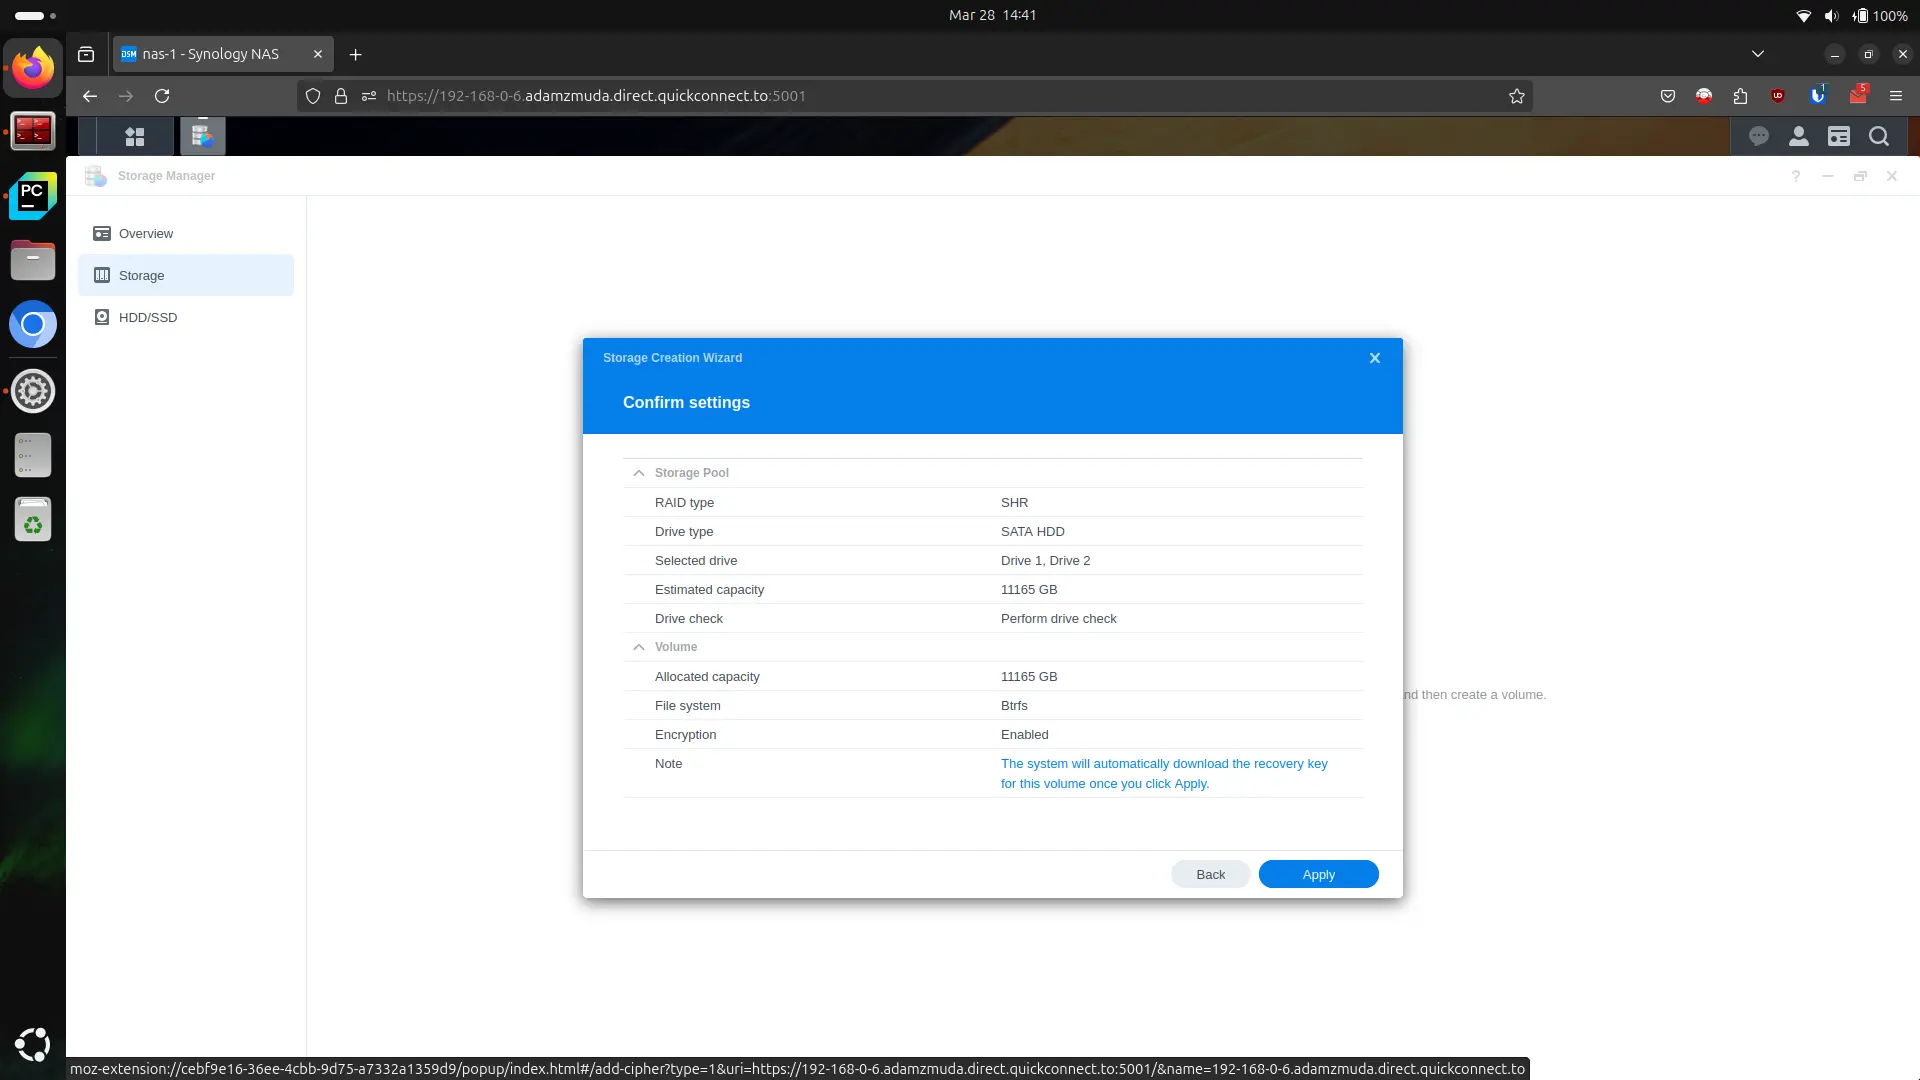 Mar 28 14:41
100%
nas-1 - Synology NAS
https://192-168-0-6.adamzmuda.direct.quickconnect.to:5001
1
5
Storage Manager
Overview
Storage
HDD/SSD
Storage Creation Wizard
Confirm settings
Storage Pool
RAID type SHR
Drive type SATA HDD
Selected drive Drive 1, Drive 2
Estimated capacity 11165 GB
Drive check Perform drive check
Volume
Allocated capacity 11165 GB
File system Btrfs
Encryption Enabled
Note The system will automatically download the recovery key
for this volume once you click Apply.
then create a volume.
Back Apply
PC
DSM
moz-extension://cebf9e16-36ee-4cbb-9d75-a7332a1359d9/popup/index.html#/add-cipher?type=1&uri=https://192-168-0-6.adamzmuda.direct.quickconnect.to:5001/&name=192-168-0-6.adamzmuda.direct.quickconnect.to